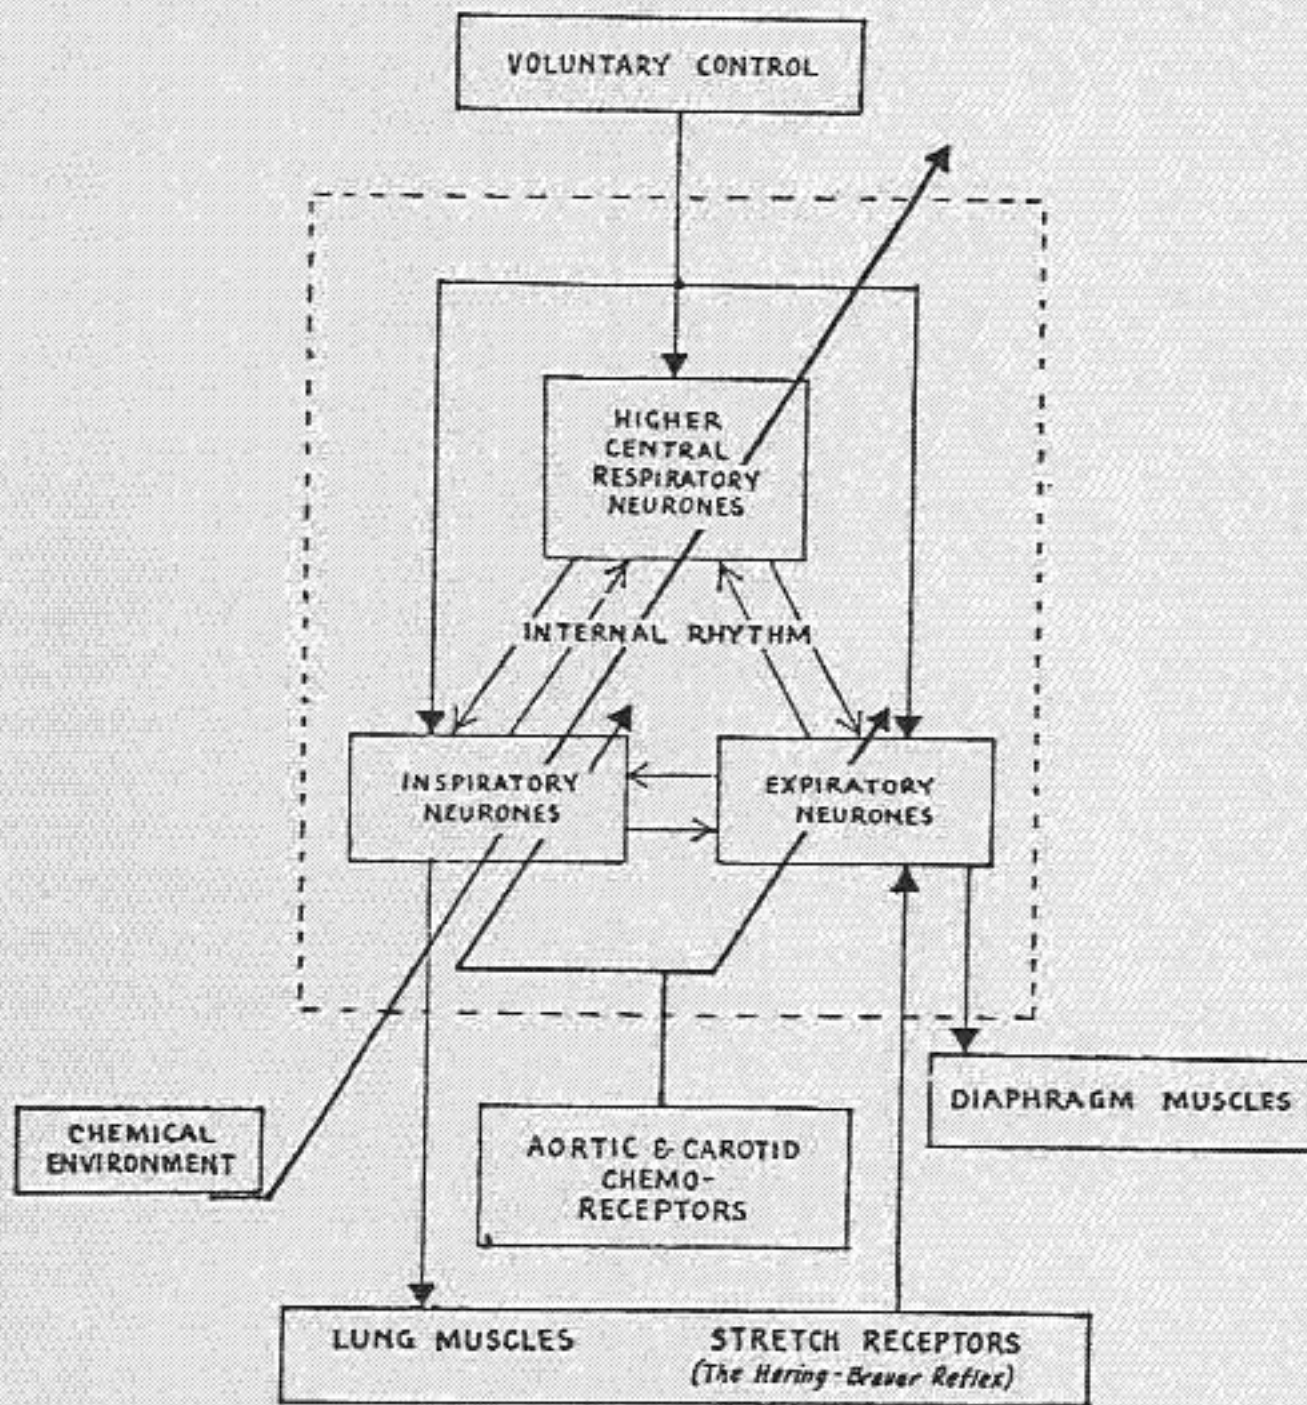 VOLUNTARY CONTROL
HIGHER
CENTRAL
RESPIRATORY
NEURONES
INTERNAL RHYTHM
INSPIRATORY
NEURONES
EXPIRATORY
NEURONES
DIAPHRAGM MUSCLES
CHEMICAL
ENVIRONMENT
AORTIC & CAROTID
CHEMO-
RECEPTORS
LUNG MUSCLES
STRETCH RECEPTORS
(The Hering-Breuer Reflex)